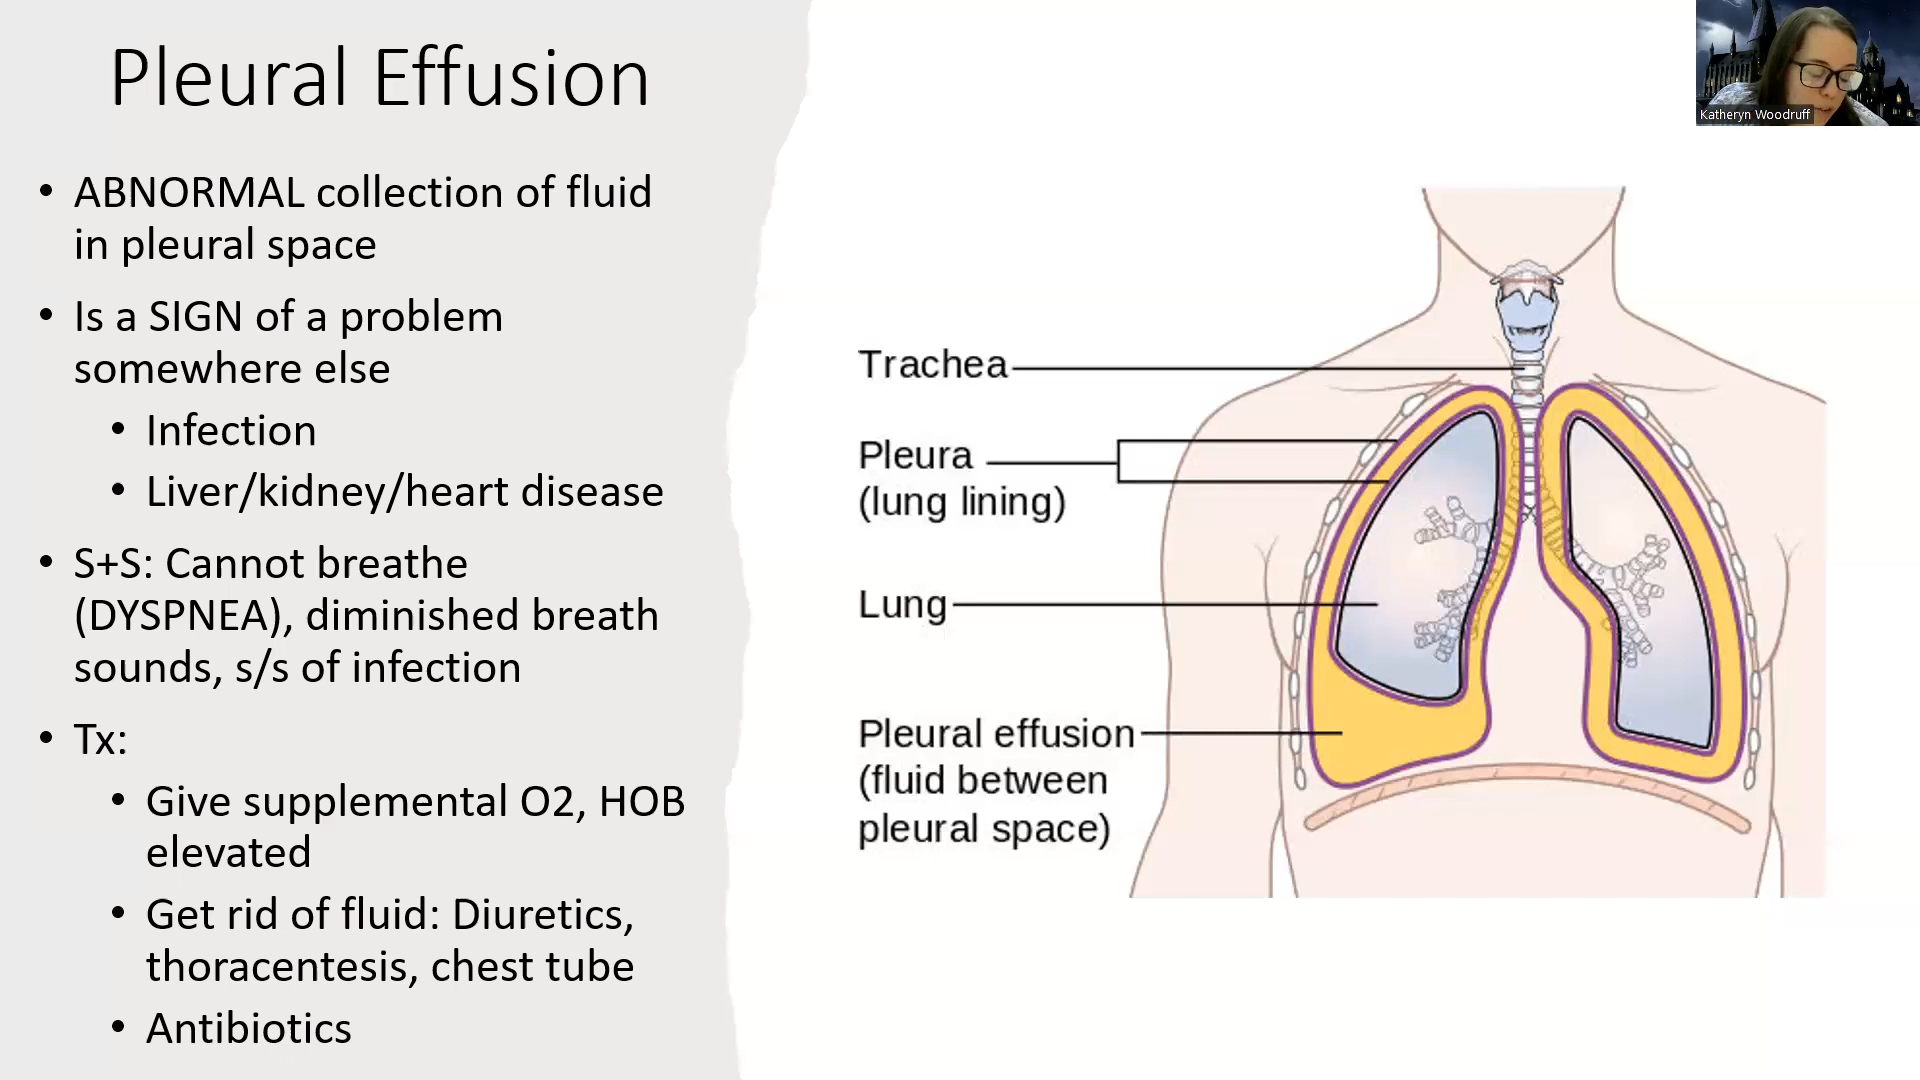 Pleural Effusion
• ABNORMAL collection of fluid
in pleural space
• Is a SIGN of a problem
somewhere else
• Infection
• Liver/kidney/heart disease
• S+S: Cannot breathe
(DYSPNEA), diminished breath
sounds, s/s of infection
• Tx:
• Give supplemental O2, HOB
elevated
• Get rid of fluid: Diuretics,
thoracentesis, chest tube
• Antibiotics
Trachea
Pleura
(lung lining)
Lung
Pleural effusion
(fluid between
pleural space)
Katheryn Woodruff